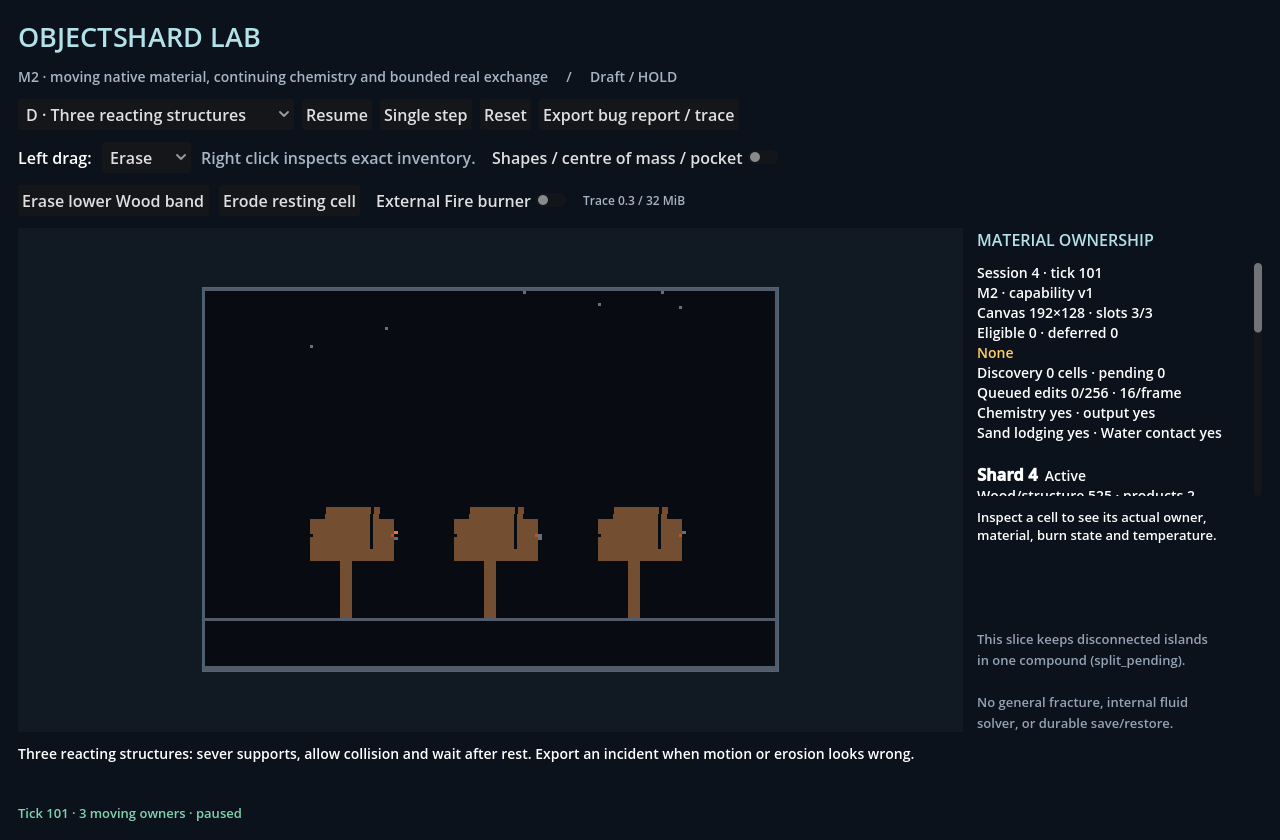 OBJECTSHARD LAB
M2 · moving native material, continuing chemistry and bounded real exchange / Draft / HOLD
D · Three reacting structures Resume Single step Reset Export bug report / trace
Left drag: Erase Right click inspects exact inventory. Shapes / centre of mass / pocket
Erase lower Wood band Erode resting cell External Fire burner Trace 0.3 / 32 MiB
MATERIAL OWNERSHIP
Session 4 · tick 101
M2 · capability v1
Canvas 192×128 · slots 3/3
Eligible 0 · deferred 0
None
Discovery 0 cells · pending 0
Queued edits 0/256 · 16/frame
Chemistry yes · output yes
Sand lodging yes · Water contact yes
Shard 4 Active
Wood/structure 525 · products 2
Inspect a cell to see its actual owner,
material, burn state and temperature.
This slice keeps disconnected islands
in one compound (split_pending).
No general fracture, internal fluid
solver, or durable save/restore.
Three reacting structures: sever supports, allow collision and wait after rest. Export an incident when motion or erosion looks wrong.
Tick 101 · 3 moving owners · paused